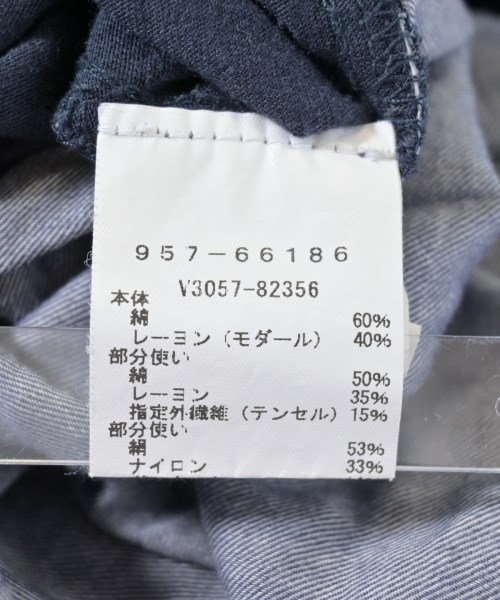 957-66186
V3057-82356
本体
綿 60%
レーヨン(モダール) 40%
部分使い
綿 50%
レーヨン 35%
指定外繊維(テンセル) 15%
部分使い
絹 53%
ナイロン 33%